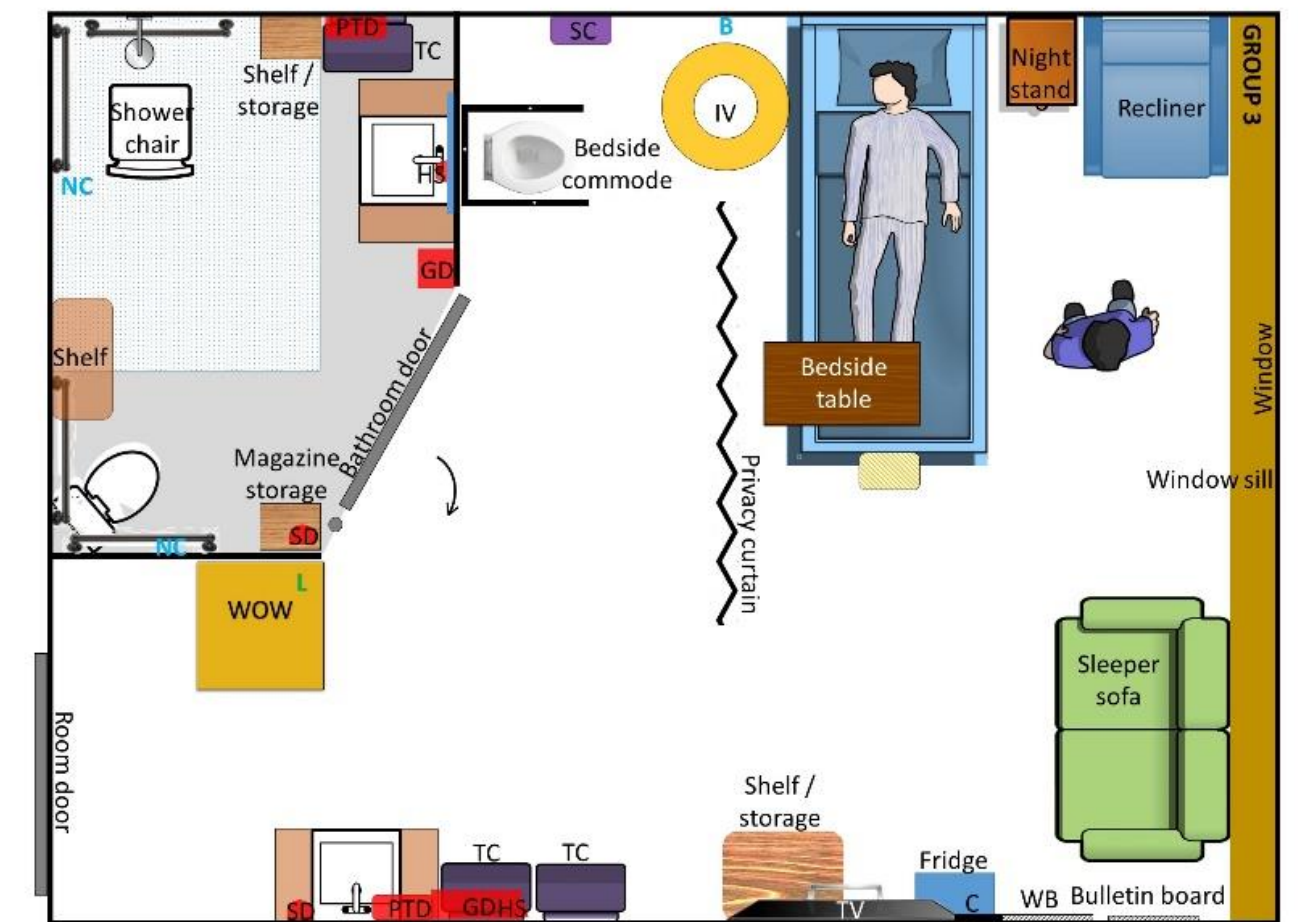 PTD
SC
B
TC
Shelf /
storage
Night
stand
GROUP 3
Shower
chair
IV
Recliner
HS
Bedside
commode
NC
GD
Shelf
Bathroom door
Bedside
table
Window
Magazine
storage
Privacy curtain
Window sill
SD
NC
L
WOW
Sleeper
sofa
Room door
Shelf /
storage
TC
TC
Fridge
SD
PTD
GD
HS
TV
C
WB
Bulletin board